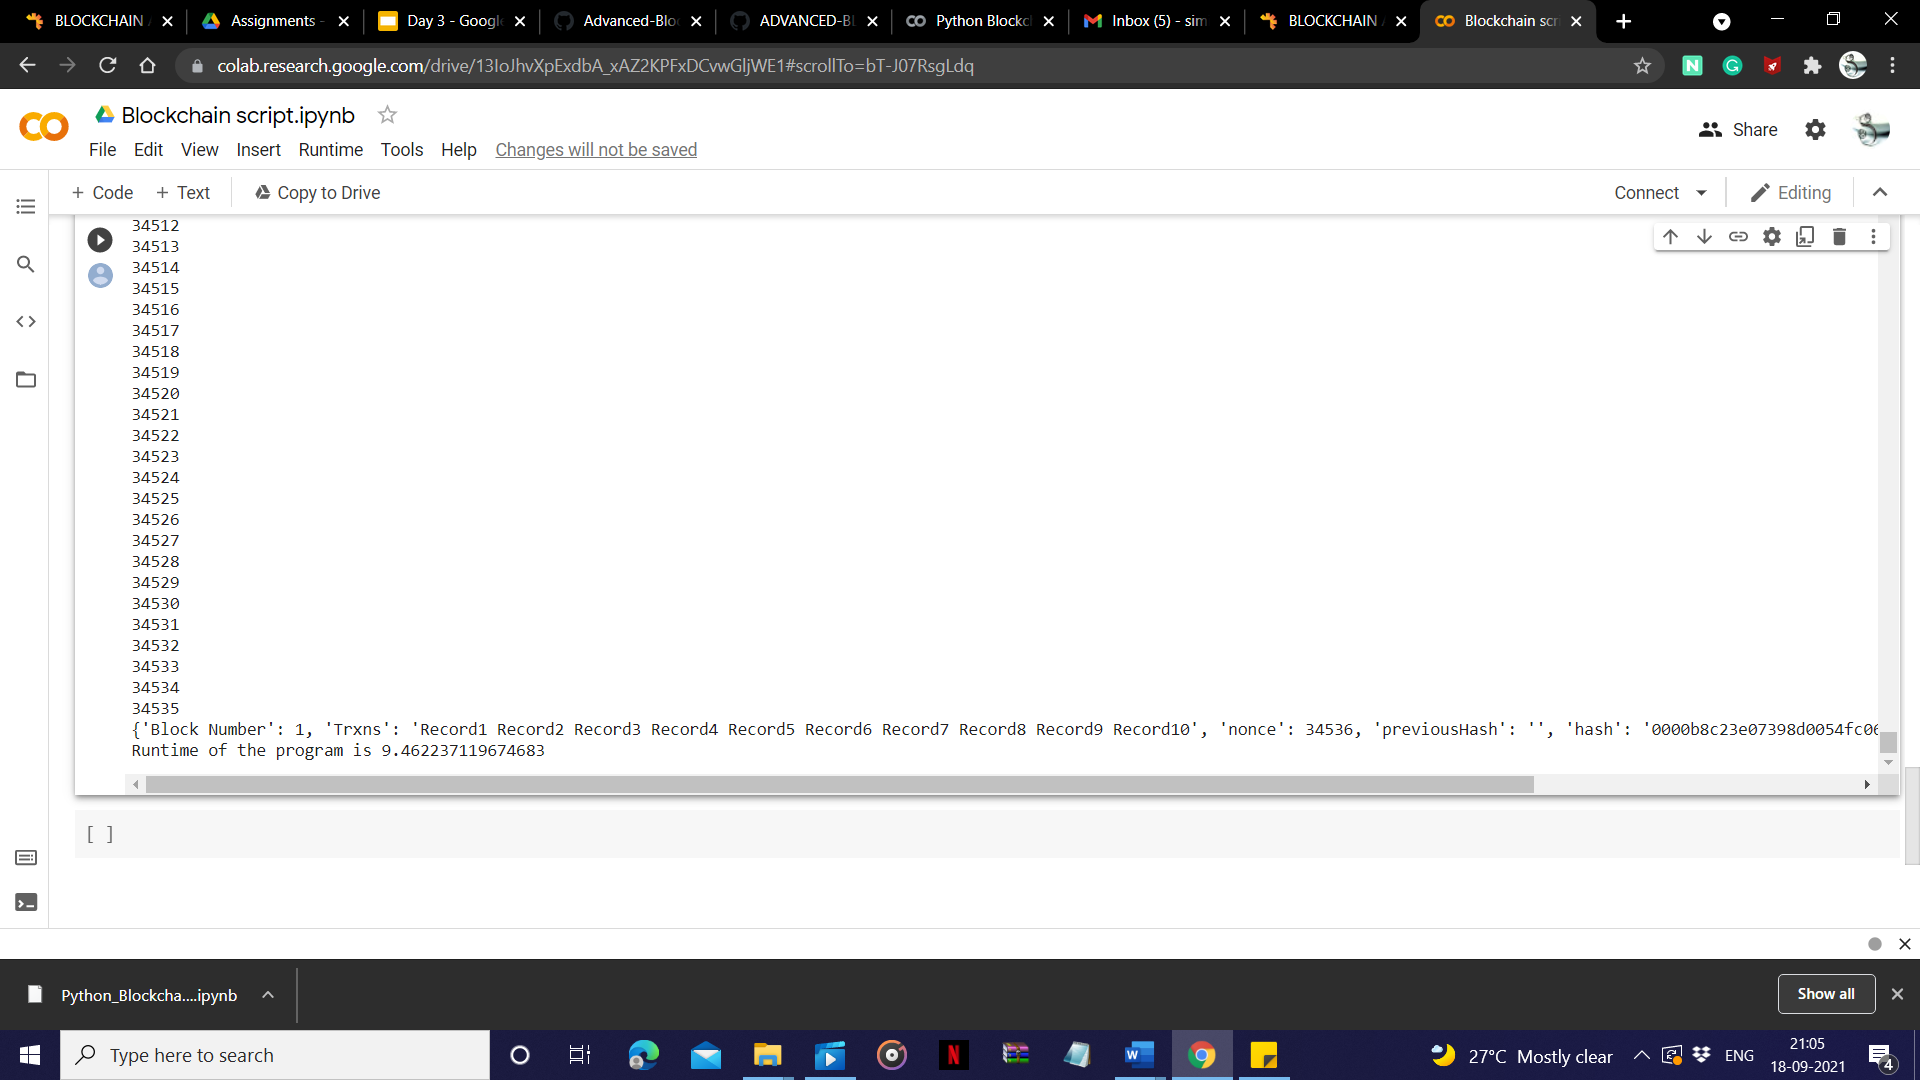 BLOCKCHAIN
Assignments -
Day 3 - Googl
Advanced-Blo
ADVANCED-BL
Python Blockc
Inbox (5) - sim
BLOCKCHAIN
Blockchain scr
colab.research.google.com/drive/13IoJhvXpExdbA_xAZ2KPFxDCvwGljWE1#scrollTo=bT-J07RsgLdq
Blockchain script.ipynb
Share
File Edit View Insert Runtime Tools Help Changes will not be saved
+ Code + Text Copy to Drive
Connect
Editing
34512
34513
34514
34515
34516
34517
34518
34519
34520
34521
34522
34523
34524
34525
34526
34527
34528
34529
34530
34531
34532
34533
34534
34535
{'Block Number': 1, 'Trxns': 'Record1 Record2 Record3 Record4 Record5 Record6 Record7 Record8 Record9 Record10', 'nonce': 34536, 'previousHash': '', 'hash': '0000b8c23e07398d0054fc06
Runtime of the program is 9.462237119674683
[ ]
Python_Blockcha....ipynb
Show all
Type here to search
27°C Mostly clear
ENG
21:05
18-09-2021
4